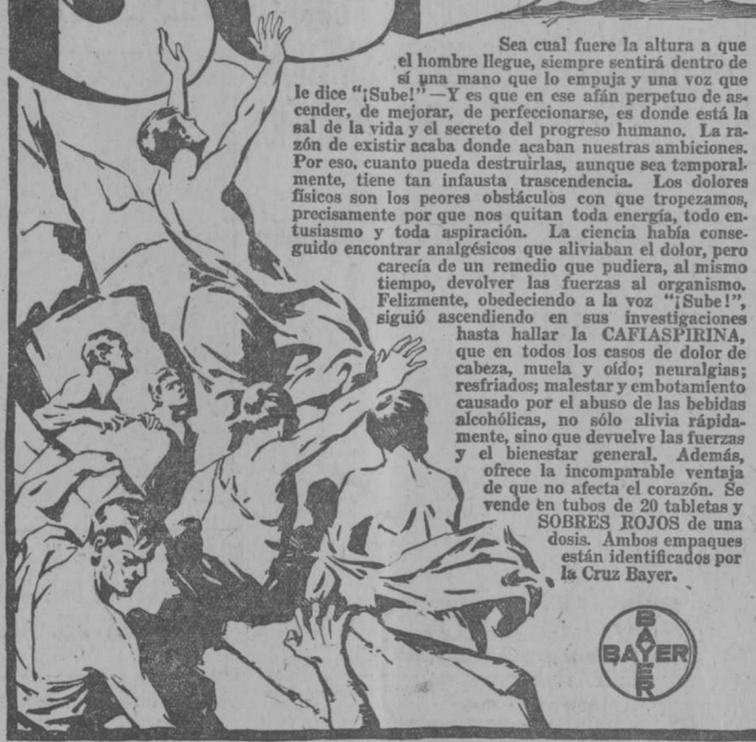 Sea cual fuere la altura a que
el hombre llegue, siempre sentirá dentro de
sí una mano que lo empuja y una voz que
le dice "¡Sube!"—Y es que en ese afán perpetuo de as-
cender, de mejorar, de perfeccionarse, es donde está la
sal de la vida y el secreto del progreso humano. La ra-
zón de existir acaba donde acaban nuestras ambiciones.
Por eso, cuanto pueda destruirlas, aunque sea temporal-
mente, tiene tan infausta trascendencia. Los dolores
físicos son los peores obstáculos con que tropezamos,
precisamente por que nos quitan toda energía, todo en-
tusiasmo y toda aspiración. La ciencia había conse-
guido encontrar analgésicos que aliviaban el dolor, pero
carecía de un remedio que pudiera, al mismo
tiempo, devolver las fuerzas al organismo.
Felizmente, obedeciendo a la voz "¡Sube!",
siguió ascendiendo en sus investigaciones
hasta hallar la CAFIASPIRINA,
que en todos los casos de dolor de
cabeza, muela y oído; neuralgias;
resfriados; malestar y embotamiento
causado por el abuso de las bebidas
alcohólicas, no sólo alivia rápida-
mente, sino que devuelve las fuerzas
y el bienestar general. Además,
ofrece la incomparable ventaja
de que no afecta el corazón. Se
vende en tubos de 20 tabletas y
SOBRES ROJOS de una
dosis. Ambos empaques
están identificados por
la Cruz Bayer.
BAYER
BAYER